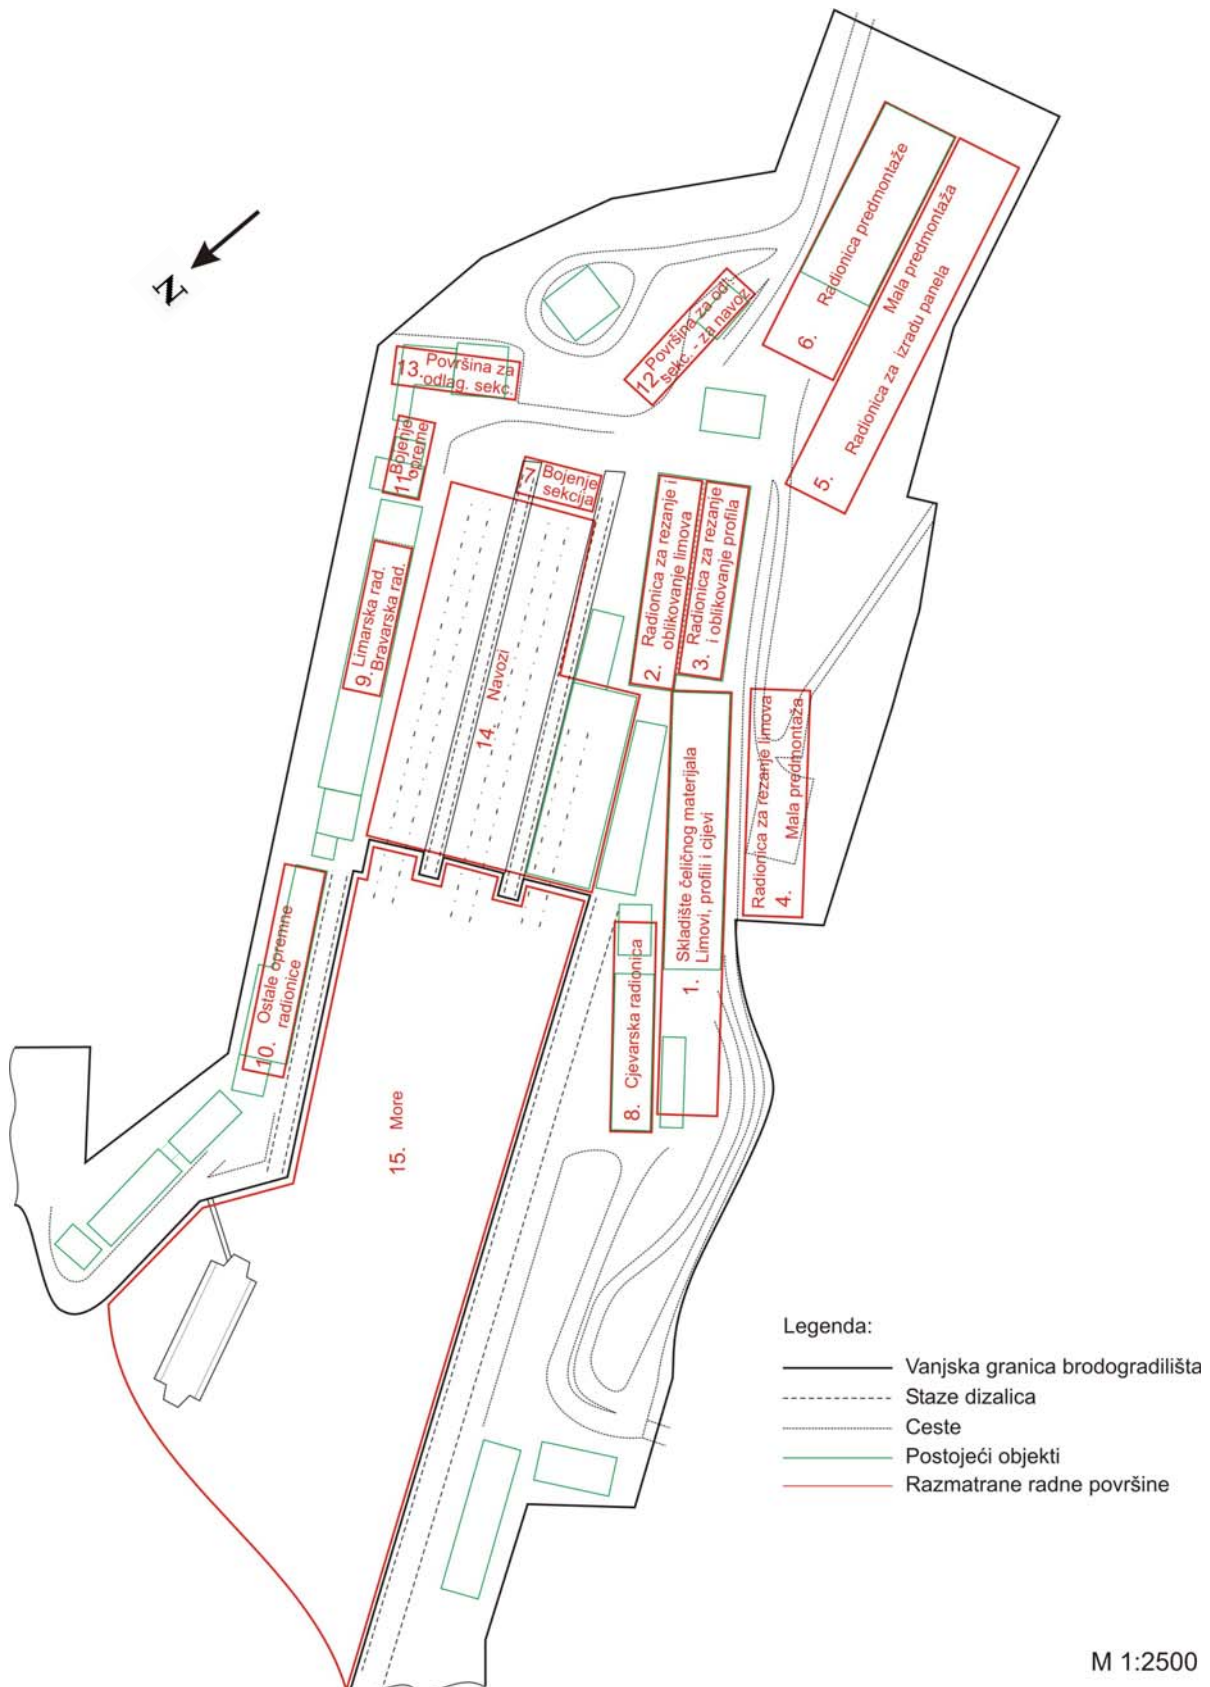 N
6. Radionica predmontaže
Mala predmontaža
5. Radionica za izradu panela
12. Površina za odl.
sekc. - za navoz
13. Površina za
odlag. sekc.
11. Bojenje
opreme
7. Bojenje
sekcija
2. Radionica za rezanje i
oblikovanje limova
3. Radionica za rezanje
i oblikovanje profila
9. Limarska rad.
Bravarska rad.
14. Navozi
Radionica za rezanje limova
4. Mala predmontaža
1. Skladište čeličnog materijala
Limovi, profili i cijevi
8. Cjevarska radionica
10. Ostale opremne
radionice
15. More
Legenda:
Vanjska granica brodogradilišta
Staze dizalica
Ceste
Postojeći objekti
Razmatrane radne površine
M 1:2500